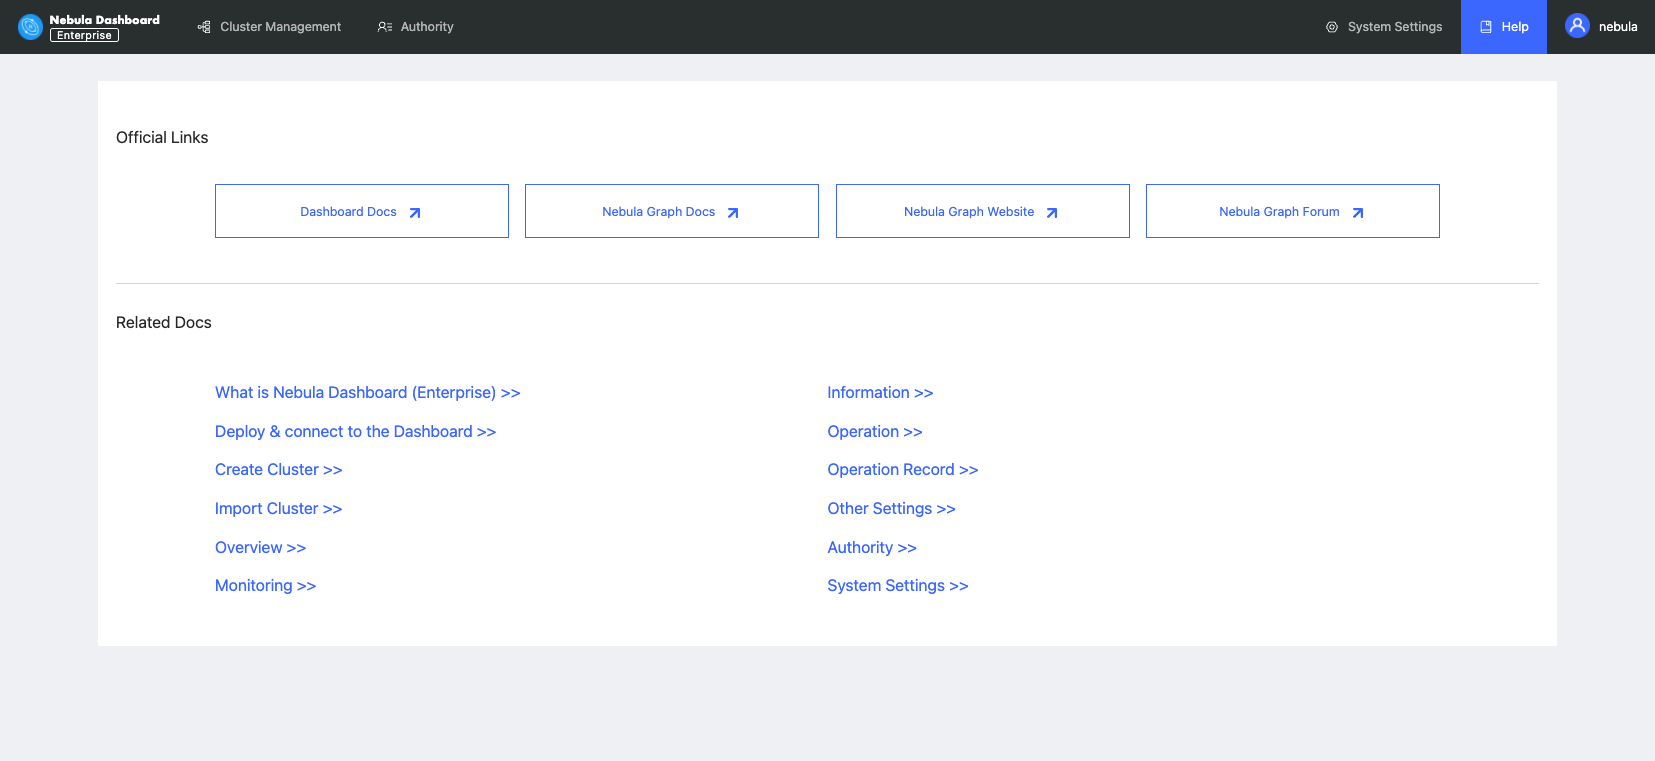 Nebula Dashboard
Enterprise
Cluster Management
Authority
System Settings
Help
nebula
Official Links
Dashboard Docs
Nebula Graph Docs
Nebula Graph Website
Nebula Graph Forum
Related Docs
What is Nebula Dashboard (Enterprise) >>
Deploy & connect to the Dashboard >>
Create Cluster >>
Import Cluster >>
Overview >>
Monitoring >>
Information >>
Operation >>
Operation Record >>
Other Settings >>
Authority >>
System Settings >>